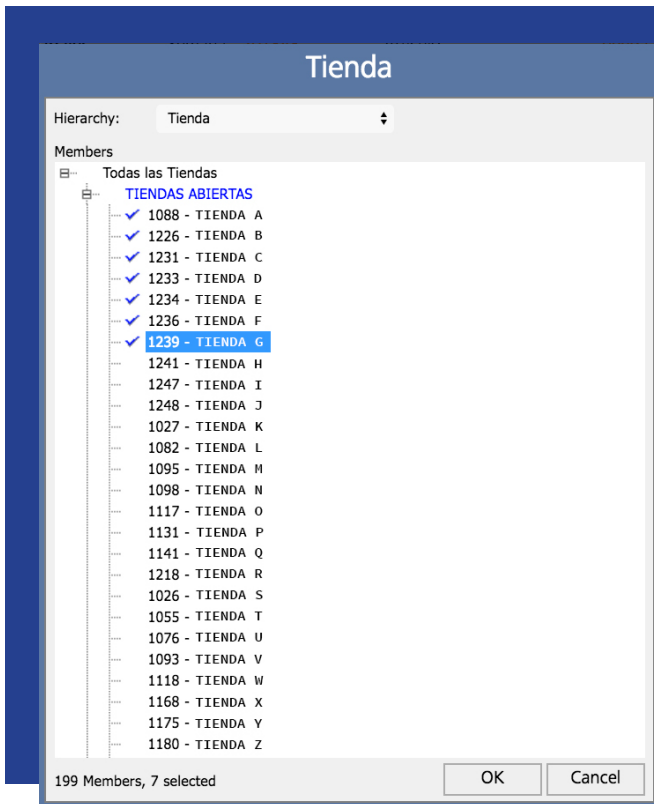 Tienda
Hierarchy: Tienda
Members
Todas las Tiendas
TIENDAS ABIERTAS
1088 - TIENDA A
1226 - TIENDA B
1231 - TIENDA C
1233 - TIENDA D
1234 - TIENDA E
1236 - TIENDA F
1239 - TIENDA G
1241 - TIENDA H
1247 - TIENDA I
1248 - TIENDA J
1027 - TIENDA K
1082 - TIENDA L
1095 - TIENDA M
1098 - TIENDA N
1117 - TIENDA O
1131 - TIENDA P
1141 - TIENDA Q
1218 - TIENDA R
1026 - TIENDA S
1055 - TIENDA T
1076 - TIENDA U
1093 - TIENDA V
1118 - TIENDA W
1168 - TIENDA X
1175 - TIENDA Y
1180 - TIENDA Z
199 Members, 7 selected OK Cancel